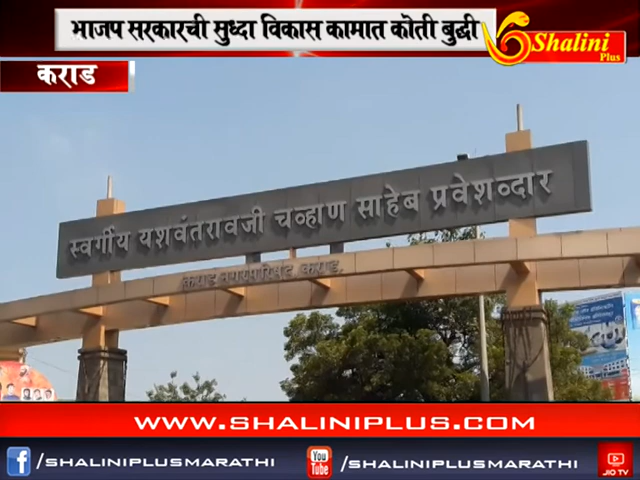 भाजप सरकारची सुध्दा विकास कामात कोती बुद्धी
Shalini
Plus
कराड
स्वर्गीय यशवंतरावजी चव्हाण साहेब प्रवेशव्दार
कराड नगरपरिषद, कराड.
WWW.SHALINIPLUS.COM
f /SHALINIPLUSMARATHI
You Tube /SHALINIPLUSMARATHI
JIO TV